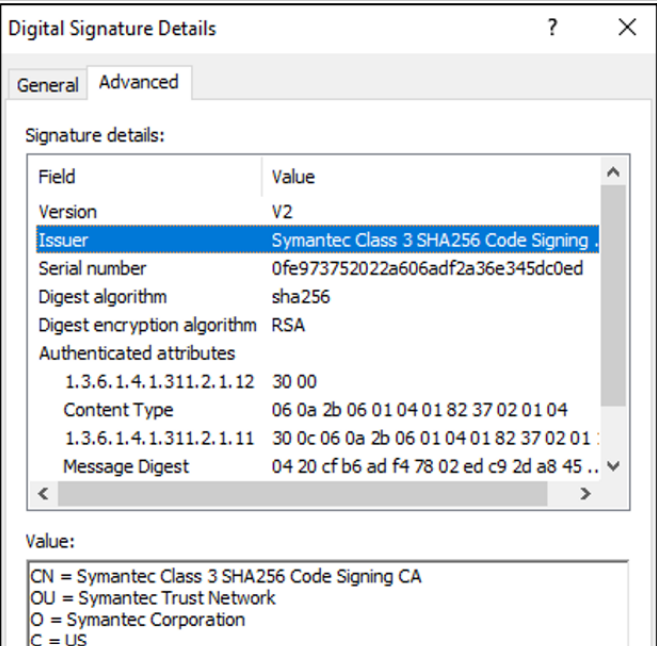 Digital Signature Details ?
General Advanced
Signature details:
Field Value
Version V2
Issuer Symantec Class 3 SHA256 Code Signing .
Serial number 0fe973752022a606adf2a36e345dc0ed
Digest algorithm sha256
Digest encryption algorithm RSA
Authenticated attributes
1.3.6.1.4.1.311.2.1.12 30 00
Content Type 06 0a 2b 06 01 04 01 82 37 02 01 04
1.3.6.1.4.1.311.2.1.11 30 0c 06 0a 2b 06 01 04 01 82 37 02 01
Message Digest 04 20 cf b6 ad f4 78 02 ed c9 2d a8 45 ..
Value:
CN = Symantec Class 3 SHA256 Code Signing CA
OU = Symantec Trust Network
O = Symantec Corporation
C = US